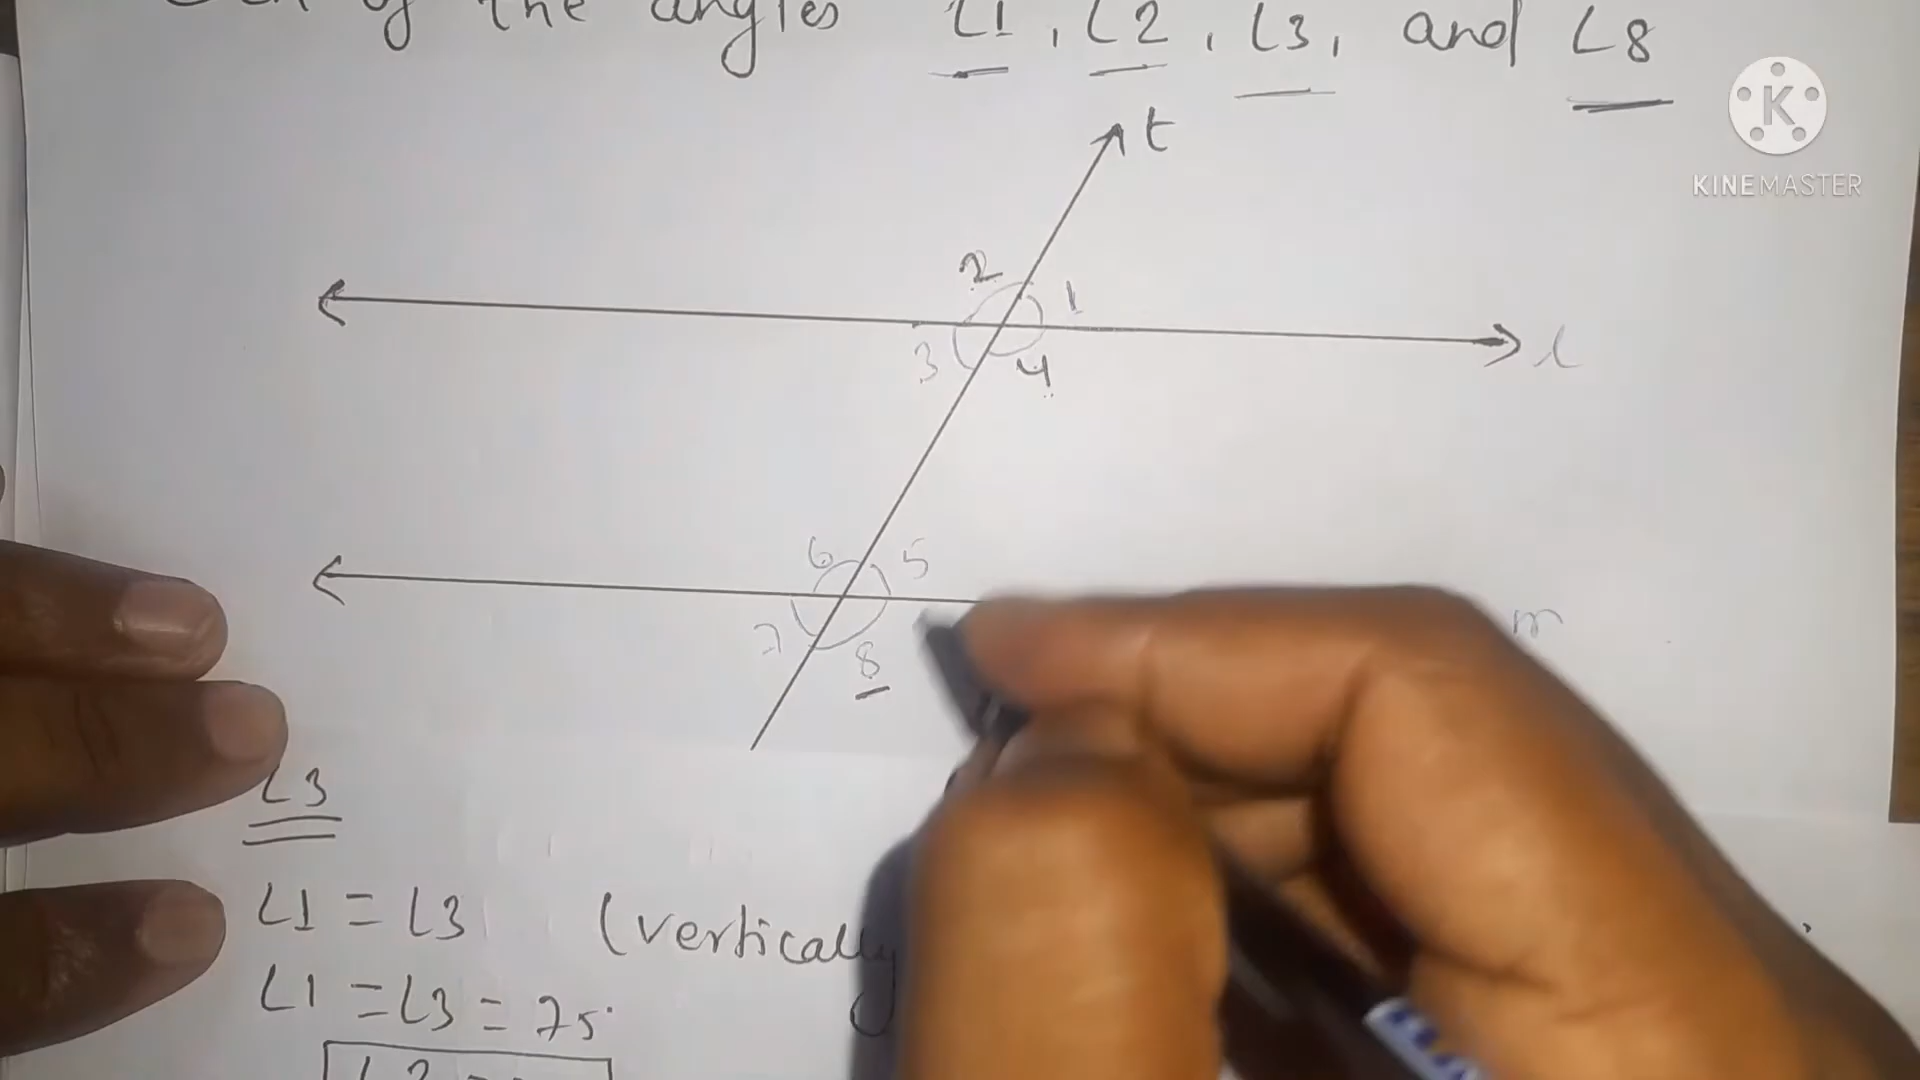 of the angles ∠1, ∠2, ∠3, and ∠8
K
KINEMASTER
t
2 1
3 4
l
6 5
7 8
m
∠3
∠1 = ∠3 (vertically
∠1 = ∠3 = 75°